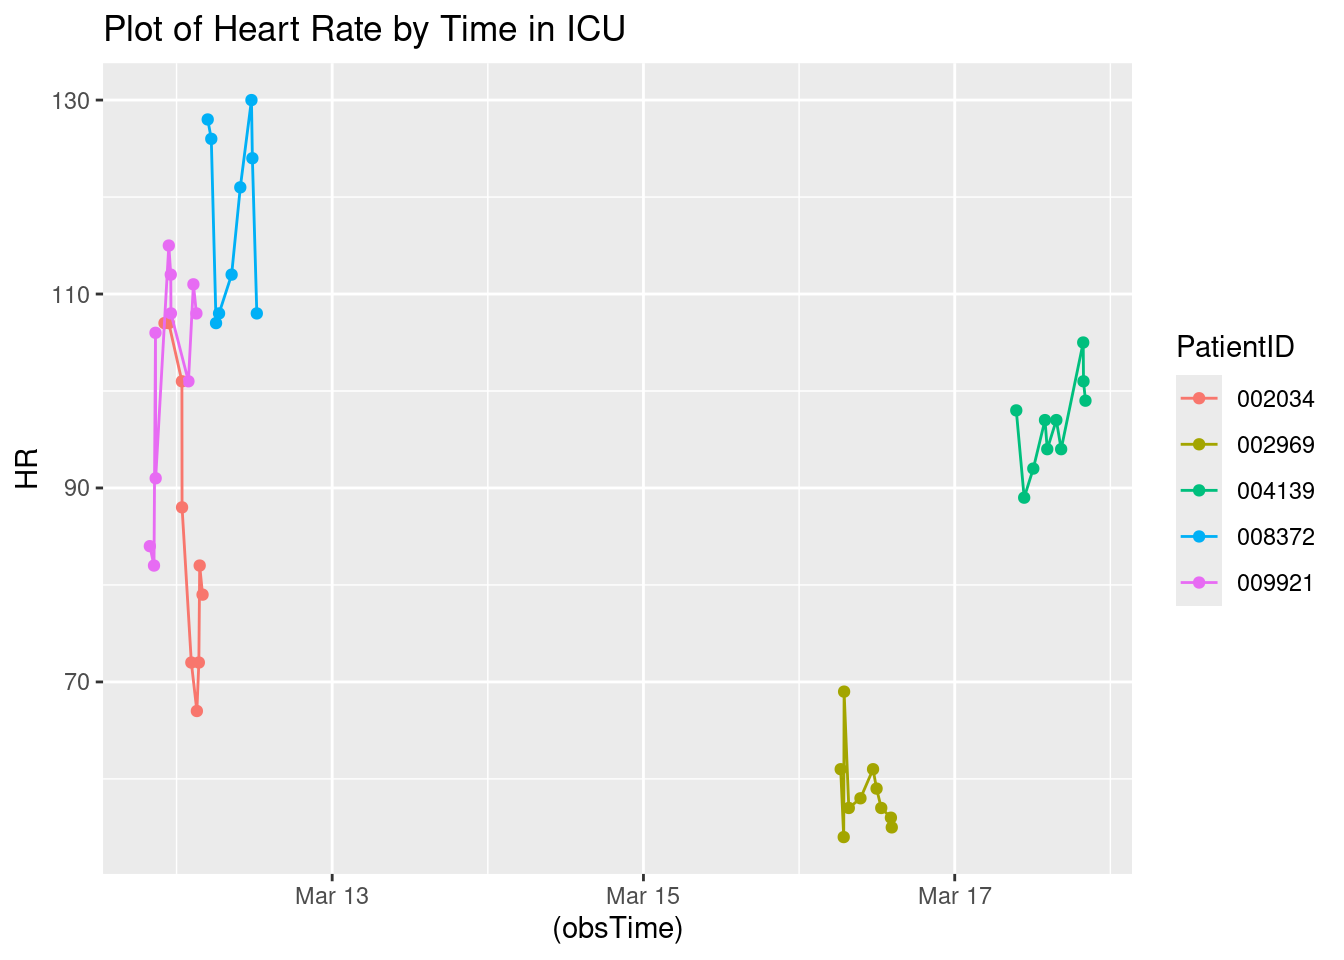 Plot of Heart Rate by Time in ICU
130
110
90
70
HR
Mar 13
Mar 15
Mar 17
(obsTime)
PatientID
002034
002969
004139
008372
009921